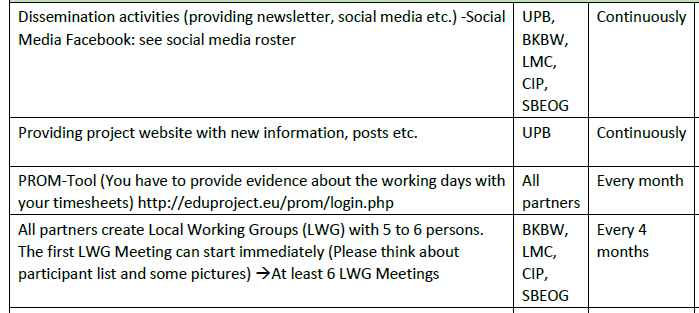 Dissemination activities (providing newsletter, social media etc.) -Social
Media Facebook: see social media roster
UPB,
BKBW,
LMC,
CIP,
SBEOG
Continuously
Providing project website with new information, posts etc.
UPB
Continuously
PROM-Tool (You have to provide evidence about the working days with
your timesheets) http://eduproject.eu/prom/login.php
All
partners
Every month
All partners create Local Working Groups (LWG) with 5 to 6 persons.
The first LWG Meeting can start immediately (Please think about
participant list and some pictures) →At least 6 LWG Meetings
BKBW,
LMC,
CIP,
SBEOG
Every 4
months